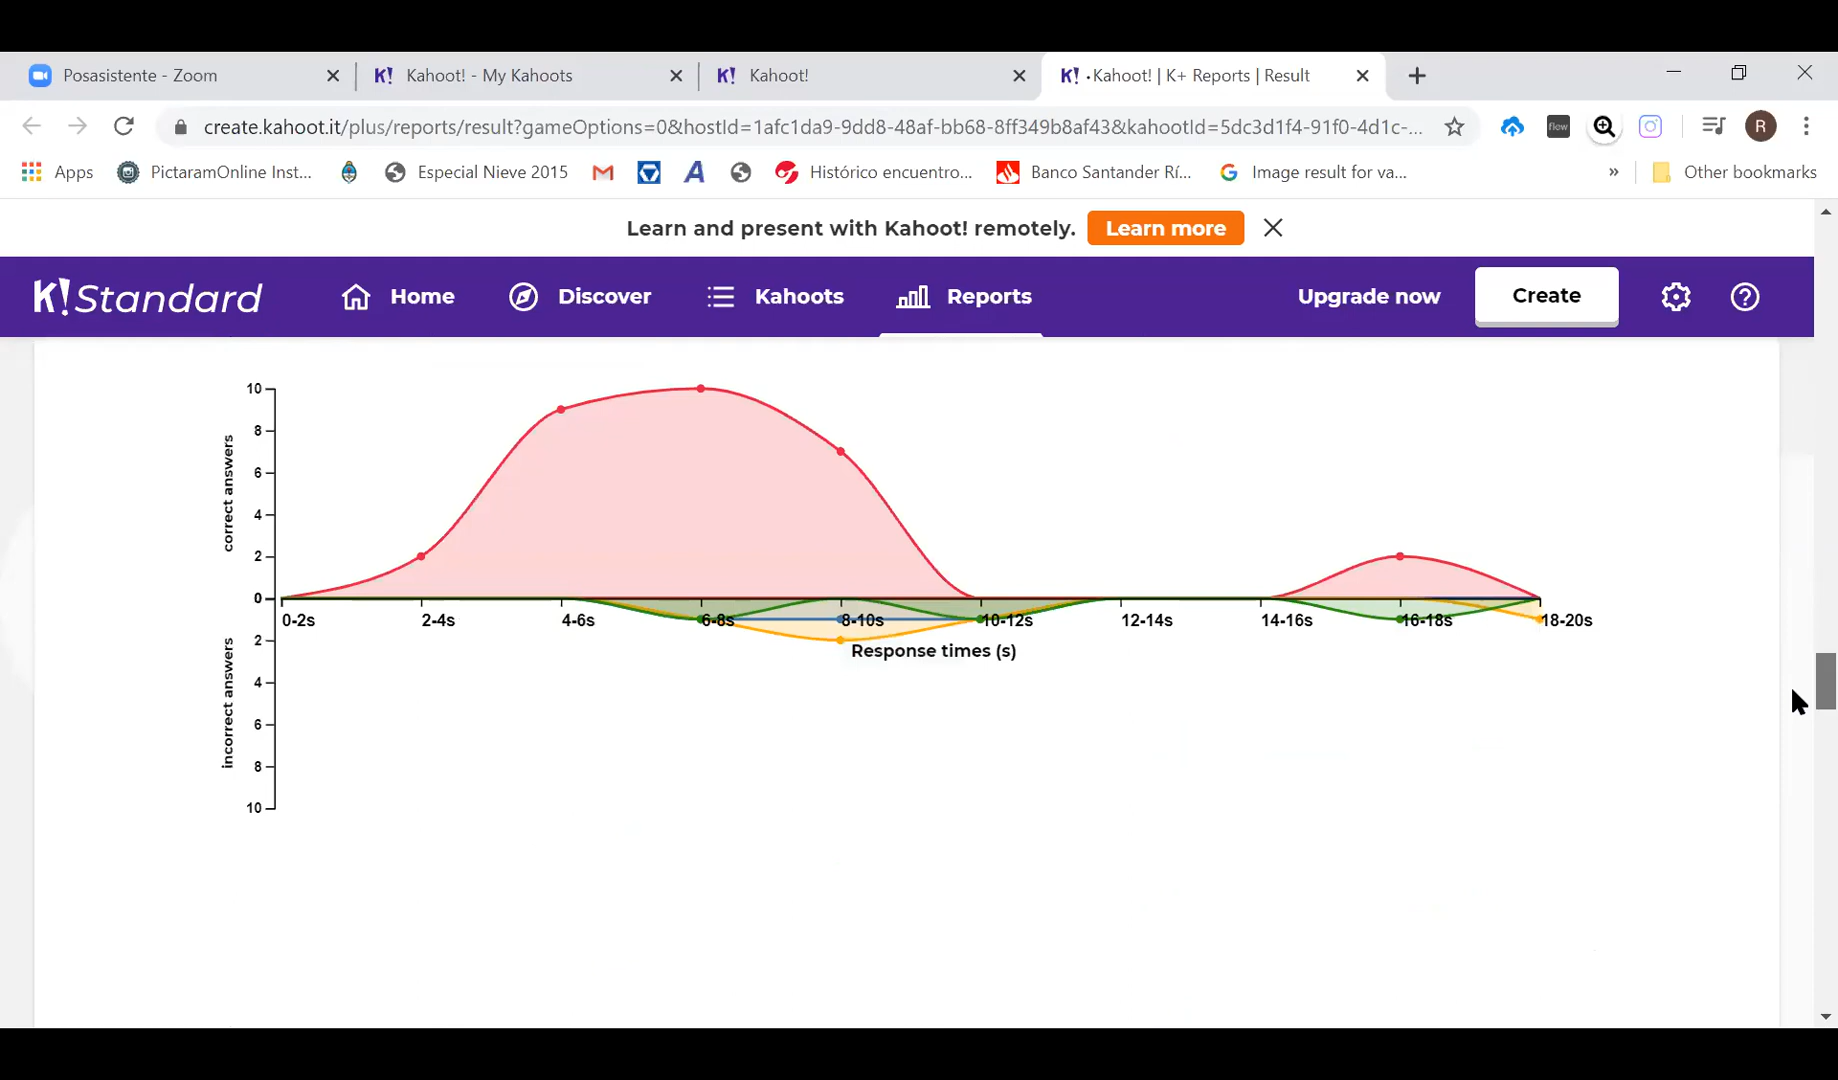 Posasistente - Zoom
Kahoot! - My Kahoots
Kahoot!
•Kahoot! | K+ Reports | Result
create.kahoot.it/plus/reports/result?gameOptions=0&hostId=1afc1da9-9dd8-48af-bb68-8ff349b8af43&kahootId=5dc3d1f4-91f0-4d1c-...
flow
R
Apps
PictaramOnline Inst...
Especial Nieve 2015
Histórico encuentro...
Banco Santander Rí...
Image result for va...
»
Other bookmarks
Learn and present with Kahoot! remotely.
Learn more
K! Standard
Home
Discover
Kahoots
Reports
Upgrade now
Create
correct answers
10
8
6
4
2
0
0-2s
2-4s
4-6s
6-8s
8-10s
10-12s
12-14s
14-16s
16-18s
18-20s
Response times (s)
incorrect answers
2
4
6
8
10